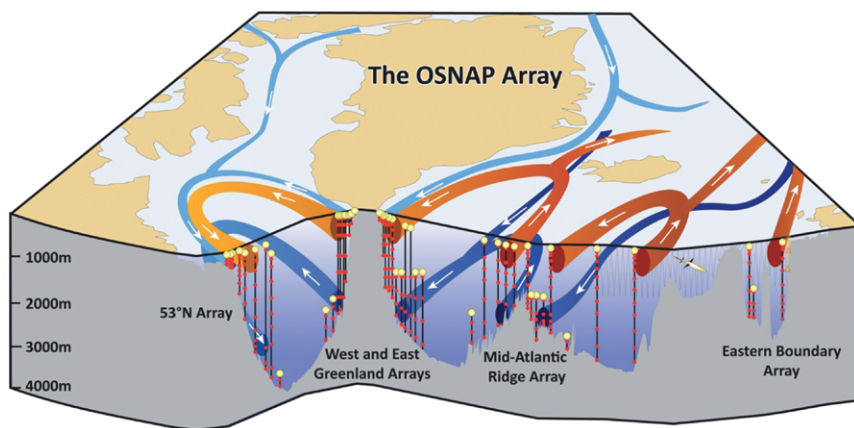 The OSNAP Array
1000m
2000m
3000m
4000m
53°N Array
West and East
Greenland Arrays
Mid-Atlantic
Ridge Array
Eastern Boundary
Array